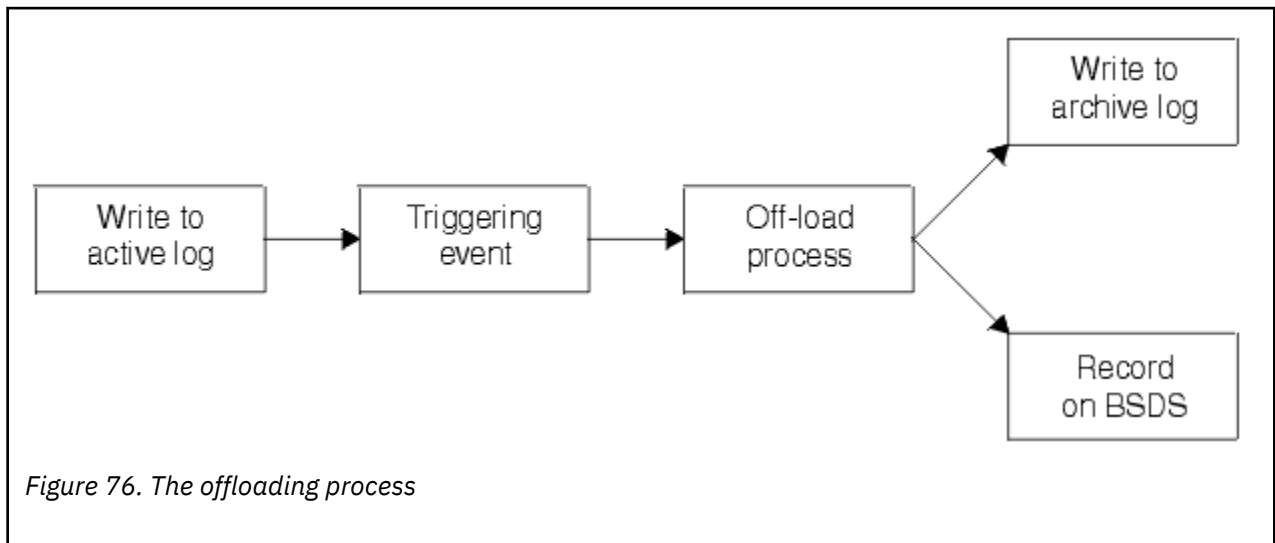 Write to
archive log
Write to
active log
Triggering
event
Off-load
process
Record
on BSDS
Figure 76. The offloading process